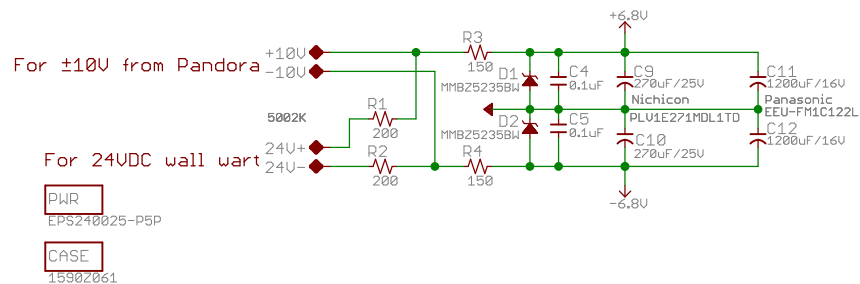 +6.8V
For ±10V from Pandora
+10V
-10V
R3
150
D1
MMBZ5235BW
C4
0.1uF
C9
270uF/25V
C11
1200uF/16V
5002K
R1
200
Nichicon
PLV1E271MDL1TD
Panasonic
EEU-FM1C122L
D2
MMBZ5235BW
C5
0.1uF
C10
270uF/25V
C12
1200uF/16V
For 24VDC wall wart
24V+
24V-
R2
200
R4
150
-6.8V
PWR
EPS240025-P5P
CASE
1590Z061